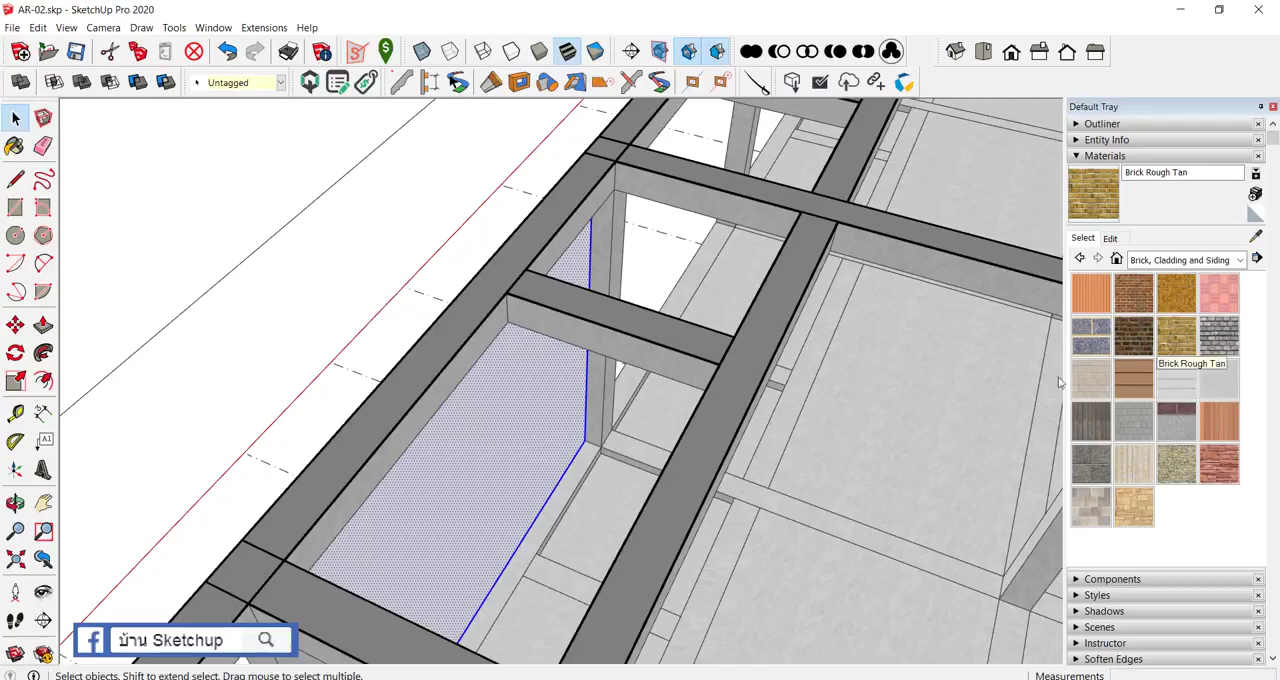 AR-02.skp - SketchUp Pro 2020
File Edit View Camera Draw Tools Window Extensions Help
Untagged
Default Tray
Outliner
Entity Info
Materials
Brick Rough Tan
Select Edit
Brick, Cladding and Siding
Brick Rough Tan
A1
Components
Styles
Shadows
Scenes
Instructor
Soften Edges
บ้าน Sketchup
Select objects. Shift to extend select. Drag mouse to select multiple.
Measurements